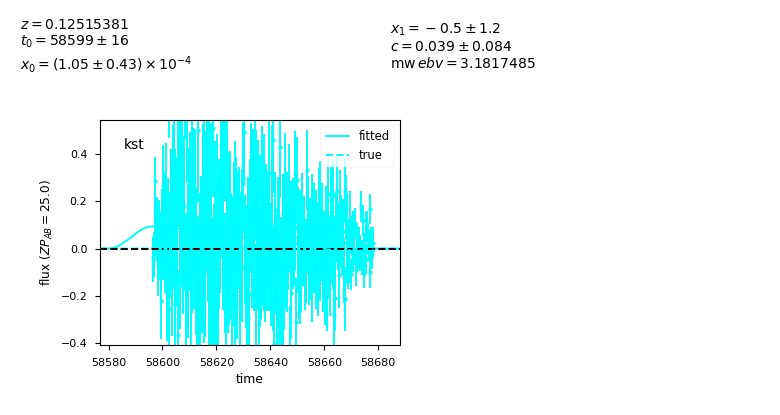 z = 0.12515381
t₀ = 58599 ± 16
x₀ = (1.05 ± 0.43) × 10⁻⁴
x₁ = −0.5 ± 1.2
c = 0.039 ± 0.084
mw ebv = 3.1817485
kst
fitted
true
flux (ZP_AB = 25.0)
0.4
0.2
0.0
−0.2
−0.4
58580 58600 58620 58640 58660 58680
time